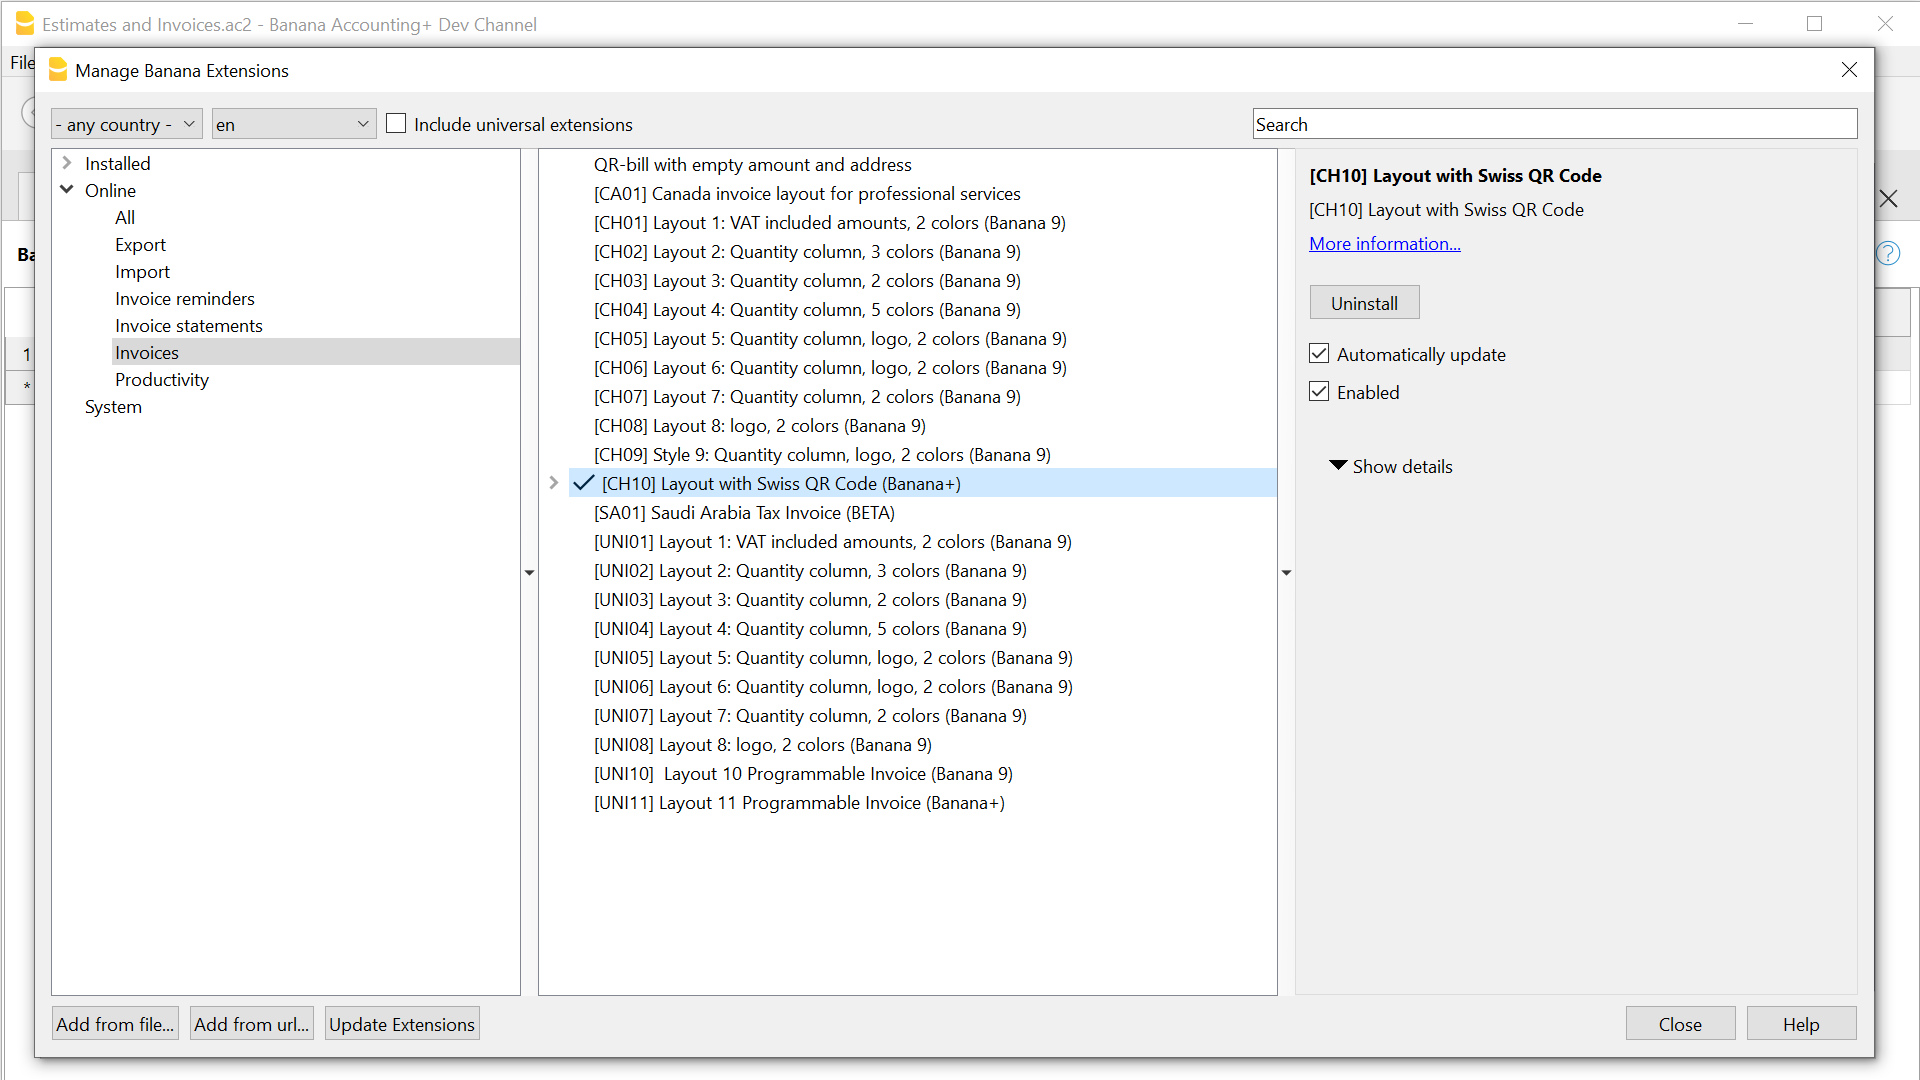 Estimates and Invoices.ac2 - Banana Accounting+ Dev Channel
File
Manage Banana Extensions
- any country -
en
Include universal extensions
Search
Installed
Online
All
Export
Import
Invoice reminders
Invoice statements
Invoices
Productivity
System
QR-bill with empty amount and address
[CA01] Canada invoice layout for professional services
[CH01] Layout 1: VAT included amounts, 2 colors (Banana 9)
[CH02] Layout 2: Quantity column, 3 colors (Banana 9)
[CH03] Layout 3: Quantity column, 2 colors (Banana 9)
[CH04] Layout 4: Quantity column, 5 colors (Banana 9)
[CH05] Layout 5: Quantity column, logo, 2 colors (Banana 9)
[CH06] Layout 6: Quantity column, logo, 2 colors (Banana 9)
[CH07] Layout 7: Quantity column, 2 colors (Banana 9)
[CH08] Layout 8: logo, 2 colors (Banana 9)
[CH09] Style 9: Quantity column, logo, 2 colors (Banana 9)
[CH10] Layout with Swiss QR Code (Banana+)
[SA01] Saudi Arabia Tax Invoice (BETA)
[UNI01] Layout 1: VAT included amounts, 2 colors (Banana 9)
[UNI02] Layout 2: Quantity column, 3 colors (Banana 9)
[UNI03] Layout 3: Quantity column, 2 colors (Banana 9)
[UNI04] Layout 4: Quantity column, 5 colors (Banana 9)
[UNI05] Layout 5: Quantity column, logo, 2 colors (Banana 9)
[UNI06] Layout 6: Quantity column, logo, 2 colors (Banana 9)
[UNI07] Layout 7: Quantity column, 2 colors (Banana 9)
[UNI08] Layout 8: logo, 2 colors (Banana 9)
[UNI10]  Layout 10 Programmable Invoice (Banana 9)
[UNI11] Layout 11 Programmable Invoice (Banana+)
[CH10] Layout with Swiss QR Code
[CH10] Layout with Swiss QR Code
More information...
Uninstall
Automatically update
Enabled
Show details
Ba
?
1
*
Add from file...
Add from url...
Update Extensions
Close
Help